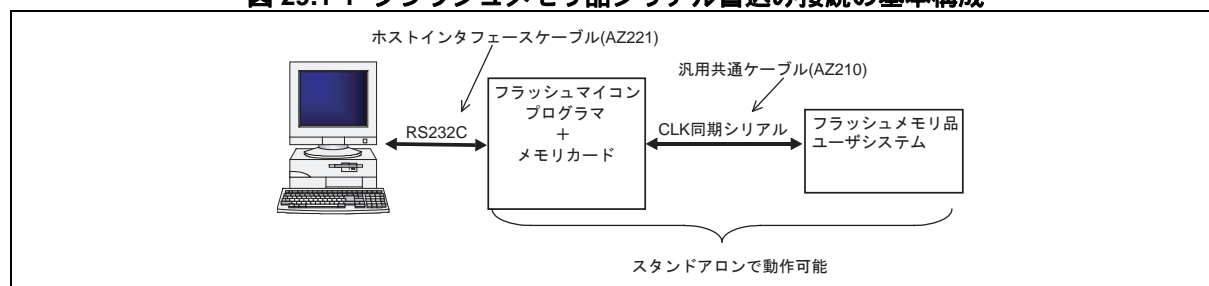 ホストインタフェースケーブル(AZ221)
汎用共通ケーブル(AZ210)
RS232C
フラッシュマイコン
プログラマ
+
メモリカード
CLK同期シリアル
フラッシュメモリ品
ユーザシステム
スタンドアロンで動作可能